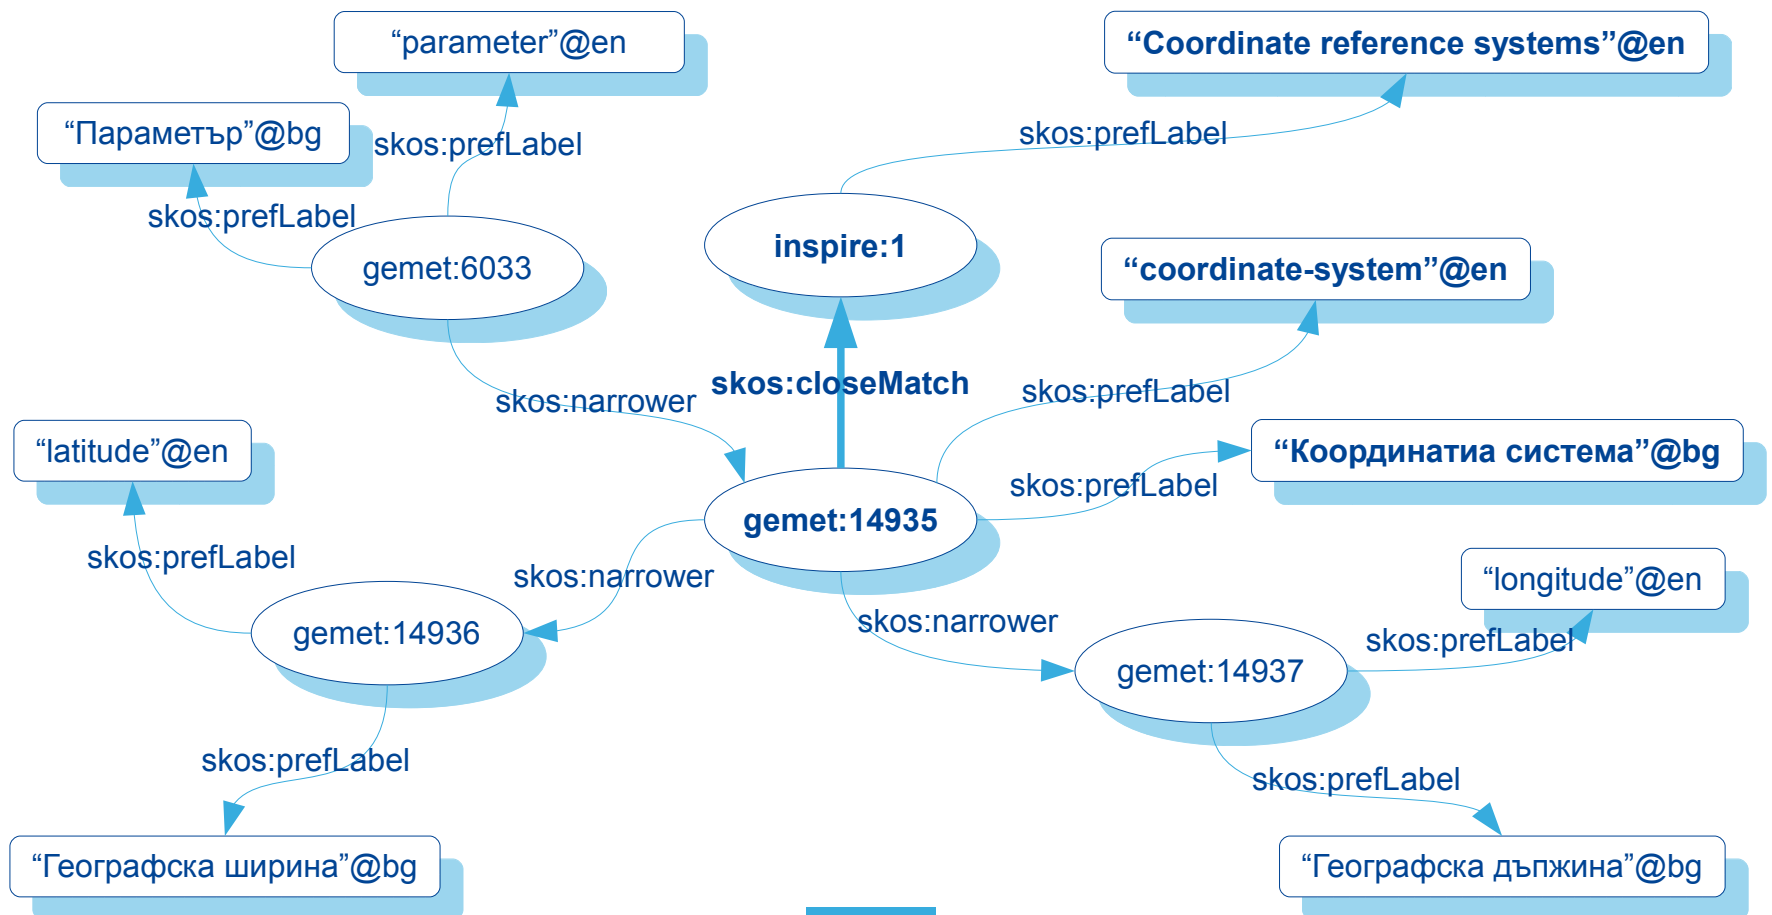 “parameter”@en
“Coordinate reference systems”@en
“Параметър”@bg
skos:prefLabel
skos:prefLabel
skos:prefLabel
inspire:1
gemet:6033
“coordinate-system”@en
skos:closeMatch
skos:prefLabel
skos:narrower
“latitude”@en
“Координатиа система”@bg
skos:prefLabel
gemet:14935
skos:prefLabel
skos:narrower
“longitude”@en
skos:narrower
gemet:14936
skos:prefLabel
gemet:14937
skos:prefLabel
skos:prefLabel
“Географска ширина”@bg
“Географска дъпжина”@bg